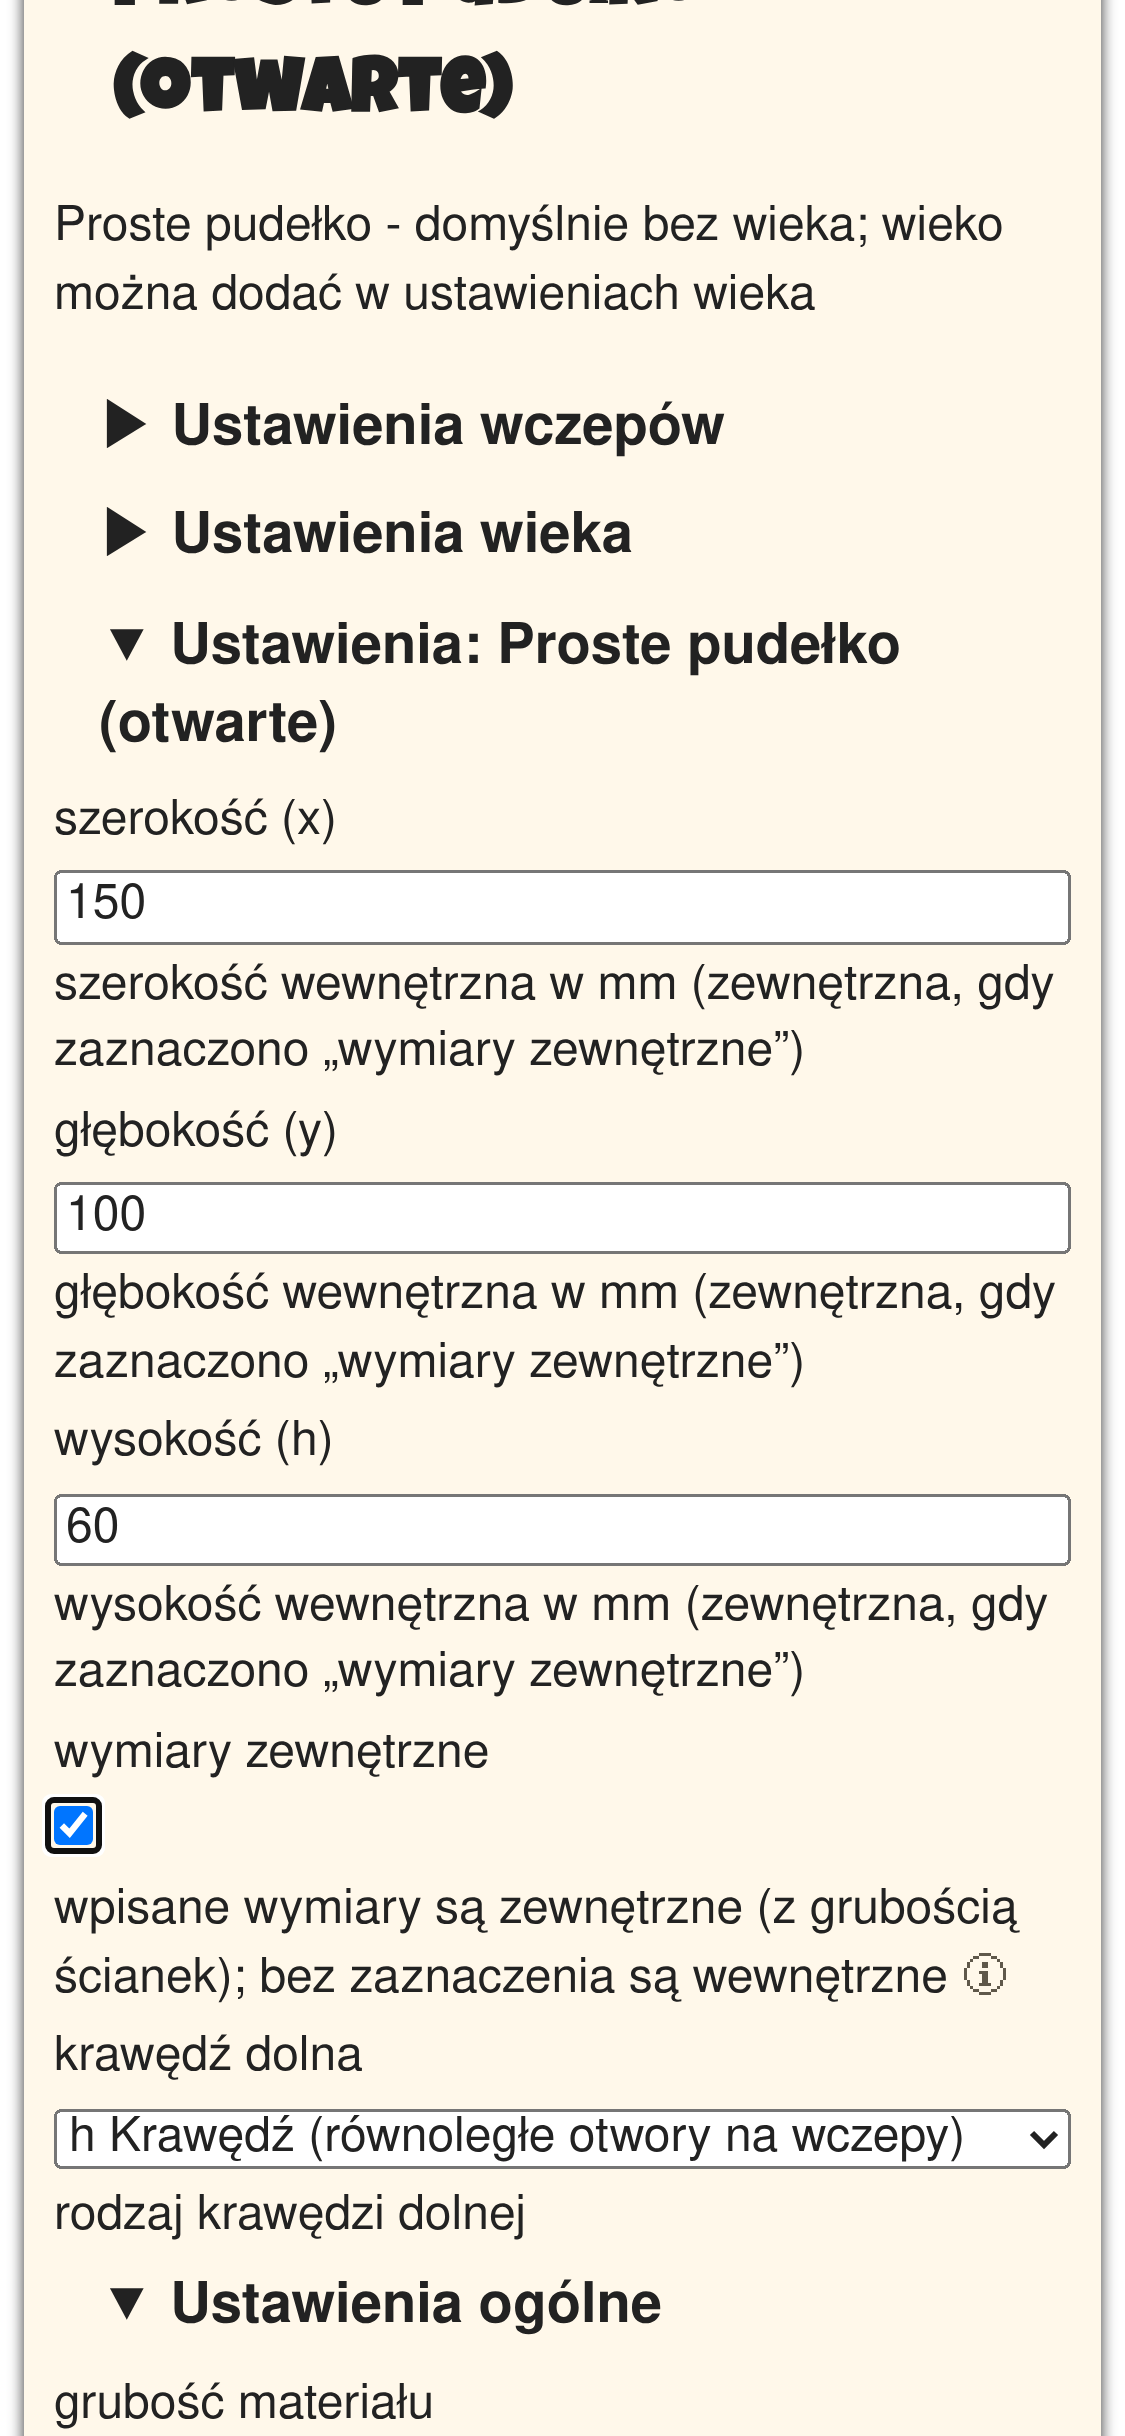 (otwarte)
Proste pudełko - domyślnie bez wieka; wieko
można dodać w ustawieniach wieka
▶ Ustawienia wczepów
▶ Ustawienia wieka
▼ Ustawienia: Proste pudełko
(otwarte)
szerokość (x)
150
szerokość wewnętrzna w mm (zewnętrzna, gdy
zaznaczono „wymiary zewnętrzne”)
głębokość (y)
100
głębokość wewnętrzna w mm (zewnętrzna, gdy
zaznaczono „wymiary zewnętrzne”)
wysokość (h)
60
wysokość wewnętrzna w mm (zewnętrzna, gdy
zaznaczono „wymiary zewnętrzne”)
wymiary zewnętrzne
wpisane wymiary są zewnętrzne (z grubością
ścianek); bez zaznaczenia są wewnętrzne ⓘ
krawędź dolna
h Krawędź (równoległe otwory na wczepy)
rodzaj krawędzi dolnej
▼ Ustawienia ogólne
grubość materiału